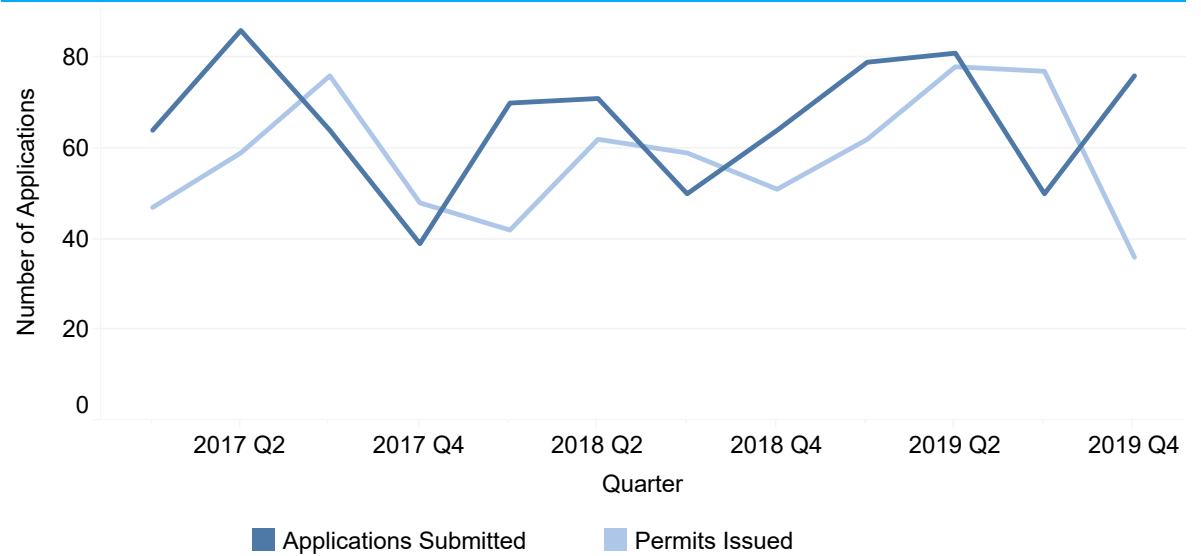 Number of Applications
80
60
40
20
0
2017 Q2 2017 Q4 2018 Q2 2018 Q4 2019 Q2 2019 Q4
Quarter
Applications Submitted Permits Issued